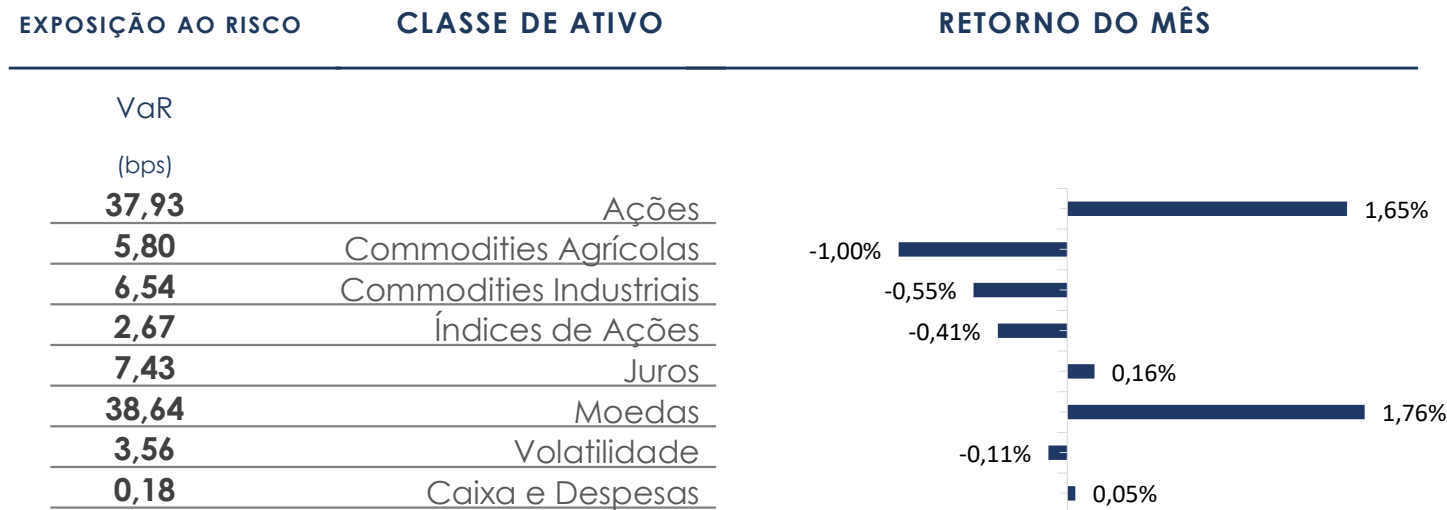 EXPOSIÇÃO AO RISCO CLASSE DE ATIVO RETORNO DO MÊS
VaR
(bps)
37,93 Ações 1,65%
5,80 Commodities Agrícolas -1,00%
6,54 Commodities Industriais -0,55%
2,67 Índices de Ações -0,41%
7,43 Juros 0,16%
38,64 Moedas 1,76%
3,56 Volatilidade -0,11%
0,18 Caixa e Despesas 0,05%